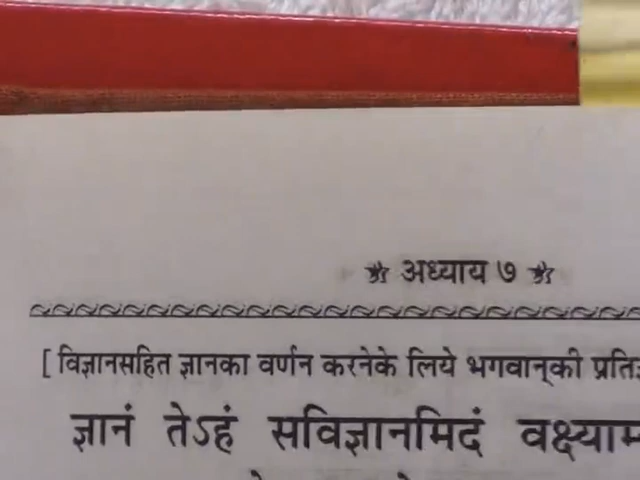 अध्याय ७
[ विज्ञानसहित ज्ञानका वर्णन करनेके लिये भगवान्‌की
ज्ञानं तेऽहं सविज्ञानमिदं